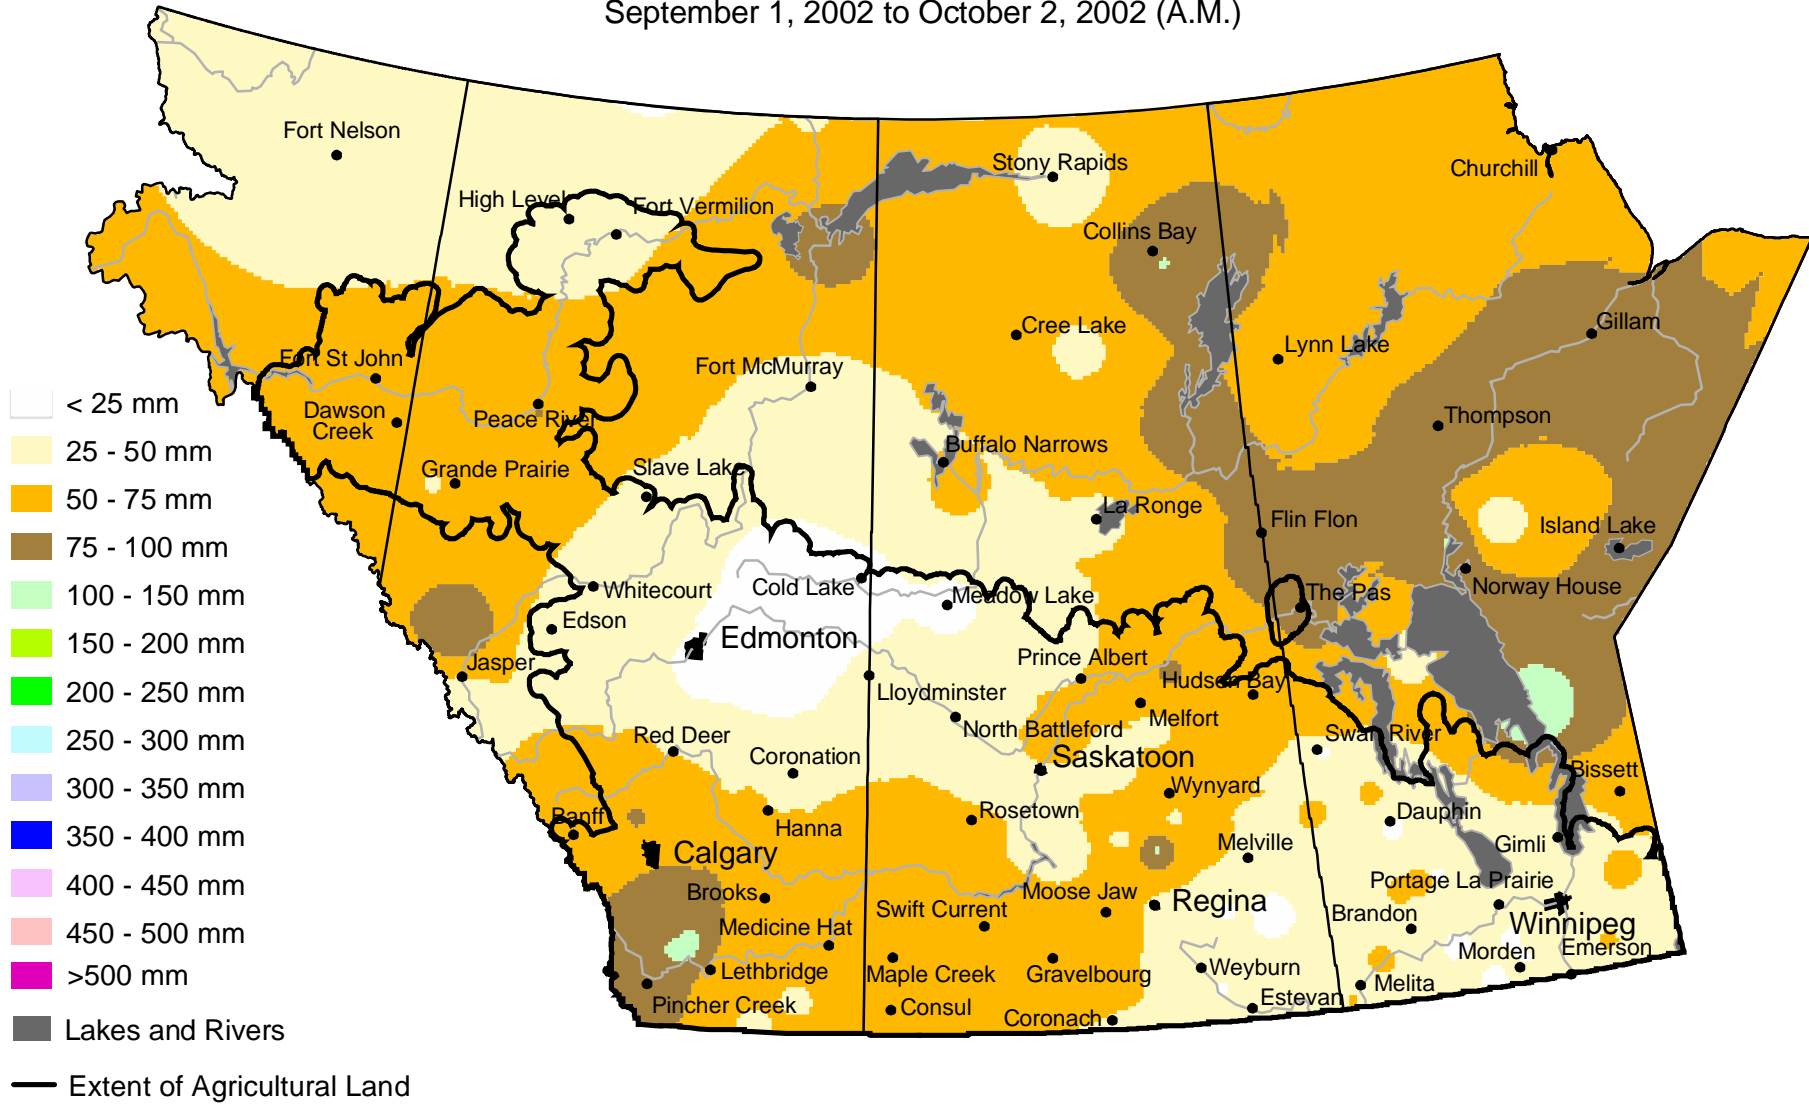 September 1, 2002 to October 2, 2002 (A.M.)
Fort Nelson
High Level
Fort Vermilion
Stony Rapids
Churchill
Collins Bay
Fort St John
Cree Lake
Lynn Lake
Gillam
Fort McMurray
Dawson
Creek
Peace River
Thompson
Grande Prairie
Slave Lake
Buffalo Narrows
La Ronge
Flin Flon
Island Lake
Whitecourt
Cold Lake
Meadow Lake
The Pas
Norway House
Edson
Edmonton
Jasper
Prince Albert
Lloydminster
Hudson Bay
North Battleford
Melfort
Red Deer
Coronation
Saskatoon
Swan River
Wynyard
Bissett
Banff
Hanna
Rosetown
Dauphin
Calgary
Melville
Gimli
Brooks
Moose Jaw
Regina
Portage La Prairie
Medicine Hat
Swift Current
Brandon
Winnipeg
Lethbridge
Maple Creek
Gravelbourg
Weyburn
Morden
Emerson
Pincher Creek
Consul
Coronach
Estevan
Melita
< 25 mm
25 - 50 mm
50 - 75 mm
75 - 100 mm
100 - 150 mm
150 - 200 mm
200 - 250 mm
250 - 300 mm
300 - 350 mm
350 - 400 mm
400 - 450 mm
450 - 500 mm
>500 mm
Lakes and Rivers
Extent of Agricultural Land